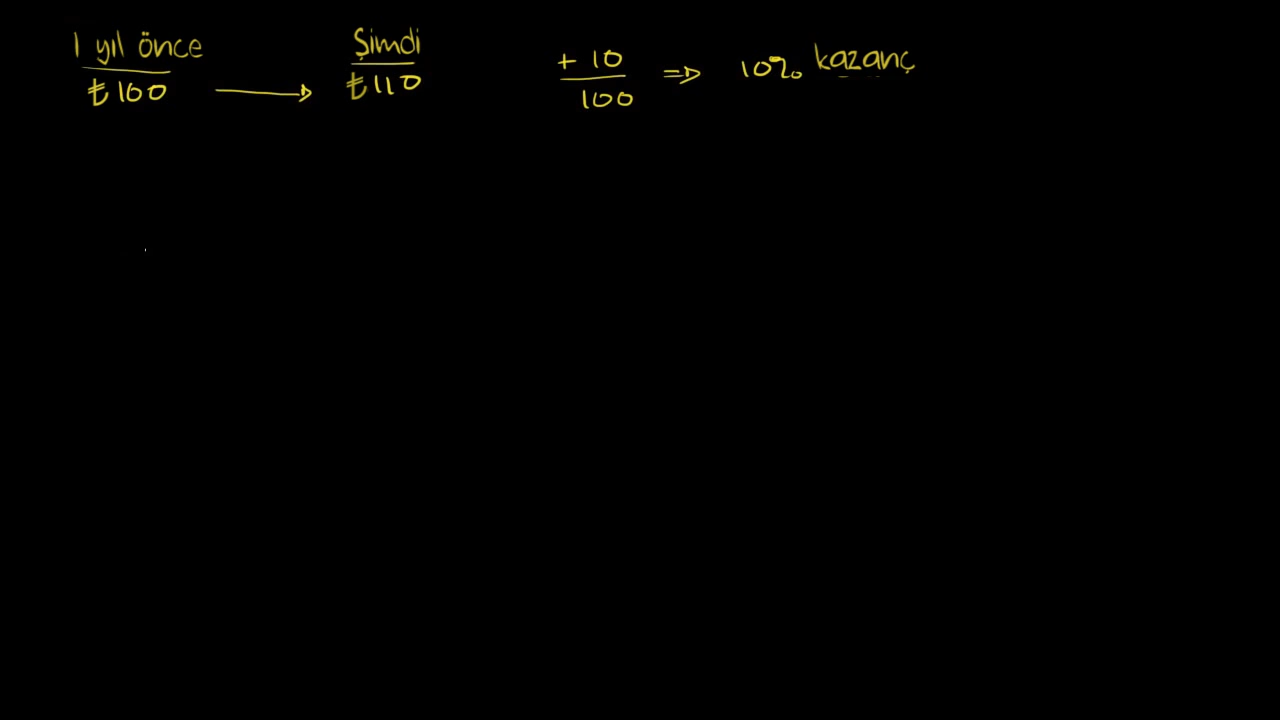 1 yıl önce
₺100
Şimdi
₺110
+ 10
100
⇒ 10% kazanç